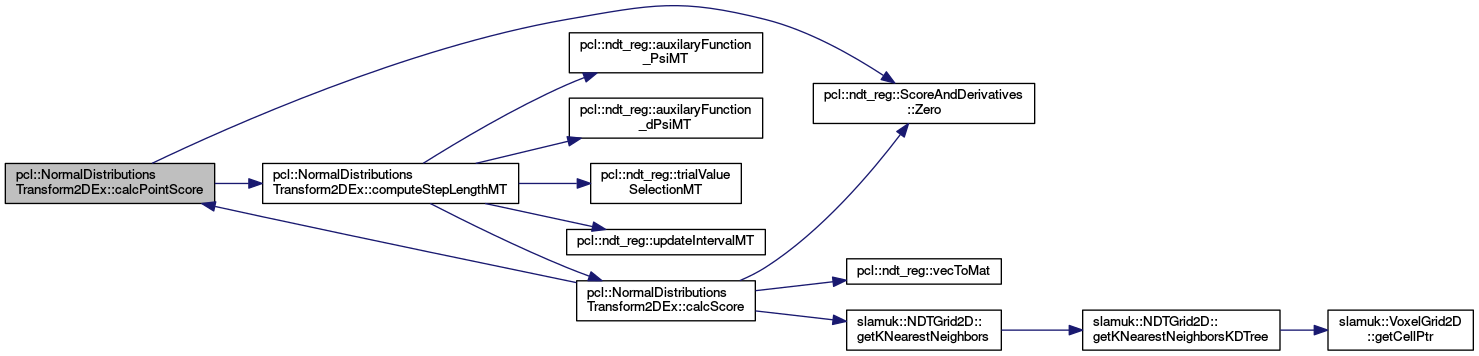 pcl::NormalDistributions
Transform2DEx::calcPointScore
pcl::NormalDistributions
Transform2DEx::computeStepLengthMT
pcl::ndt_reg::auxilaryFunction
_PsiMT
pcl::ndt_reg::auxilaryFunction
_dPsiMT
pcl::ndt_reg::trialValue
SelectionMT
pcl::ndt_reg::updateIntervalMT
pcl::NormalDistributions
Transform2DEx::calcScore
pcl::ndt_reg::ScoreAndDerivatives
::Zero
pcl::ndt_reg::vecToMat
slamuk::NDTGrid2D::
getKNearestNeighbors
slamuk::NDTGrid2D::
getKNearestNeighborsKDTree
slamuk::VoxelGrid2D
::getCellPtr